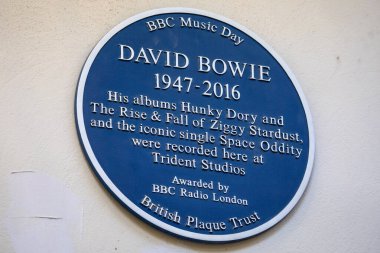 BBC Music Day
DAVID BOWIE
1947-2016
His albums Hunky Dory and
The Rise & Fall of Ziggy Stardust,
and the iconic single Space Oddity
were recorded here at
Trident Studios
Awarded by
BBC Radio London
British Plaque Trust